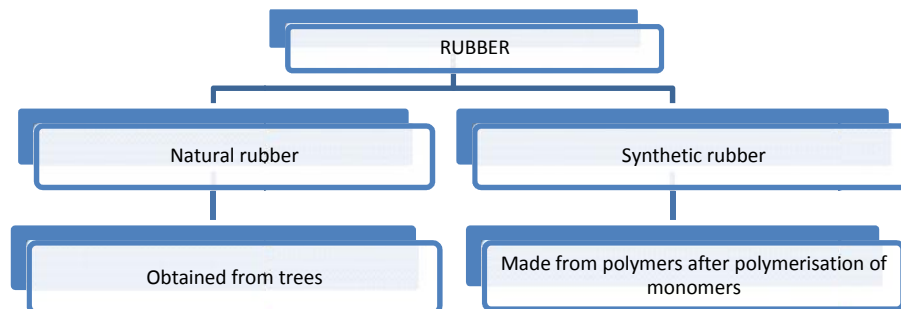 RUBBER
Natural rubber
Synthetic rubber
Obtained from trees
Made from polymers after polymerisation of
monomers